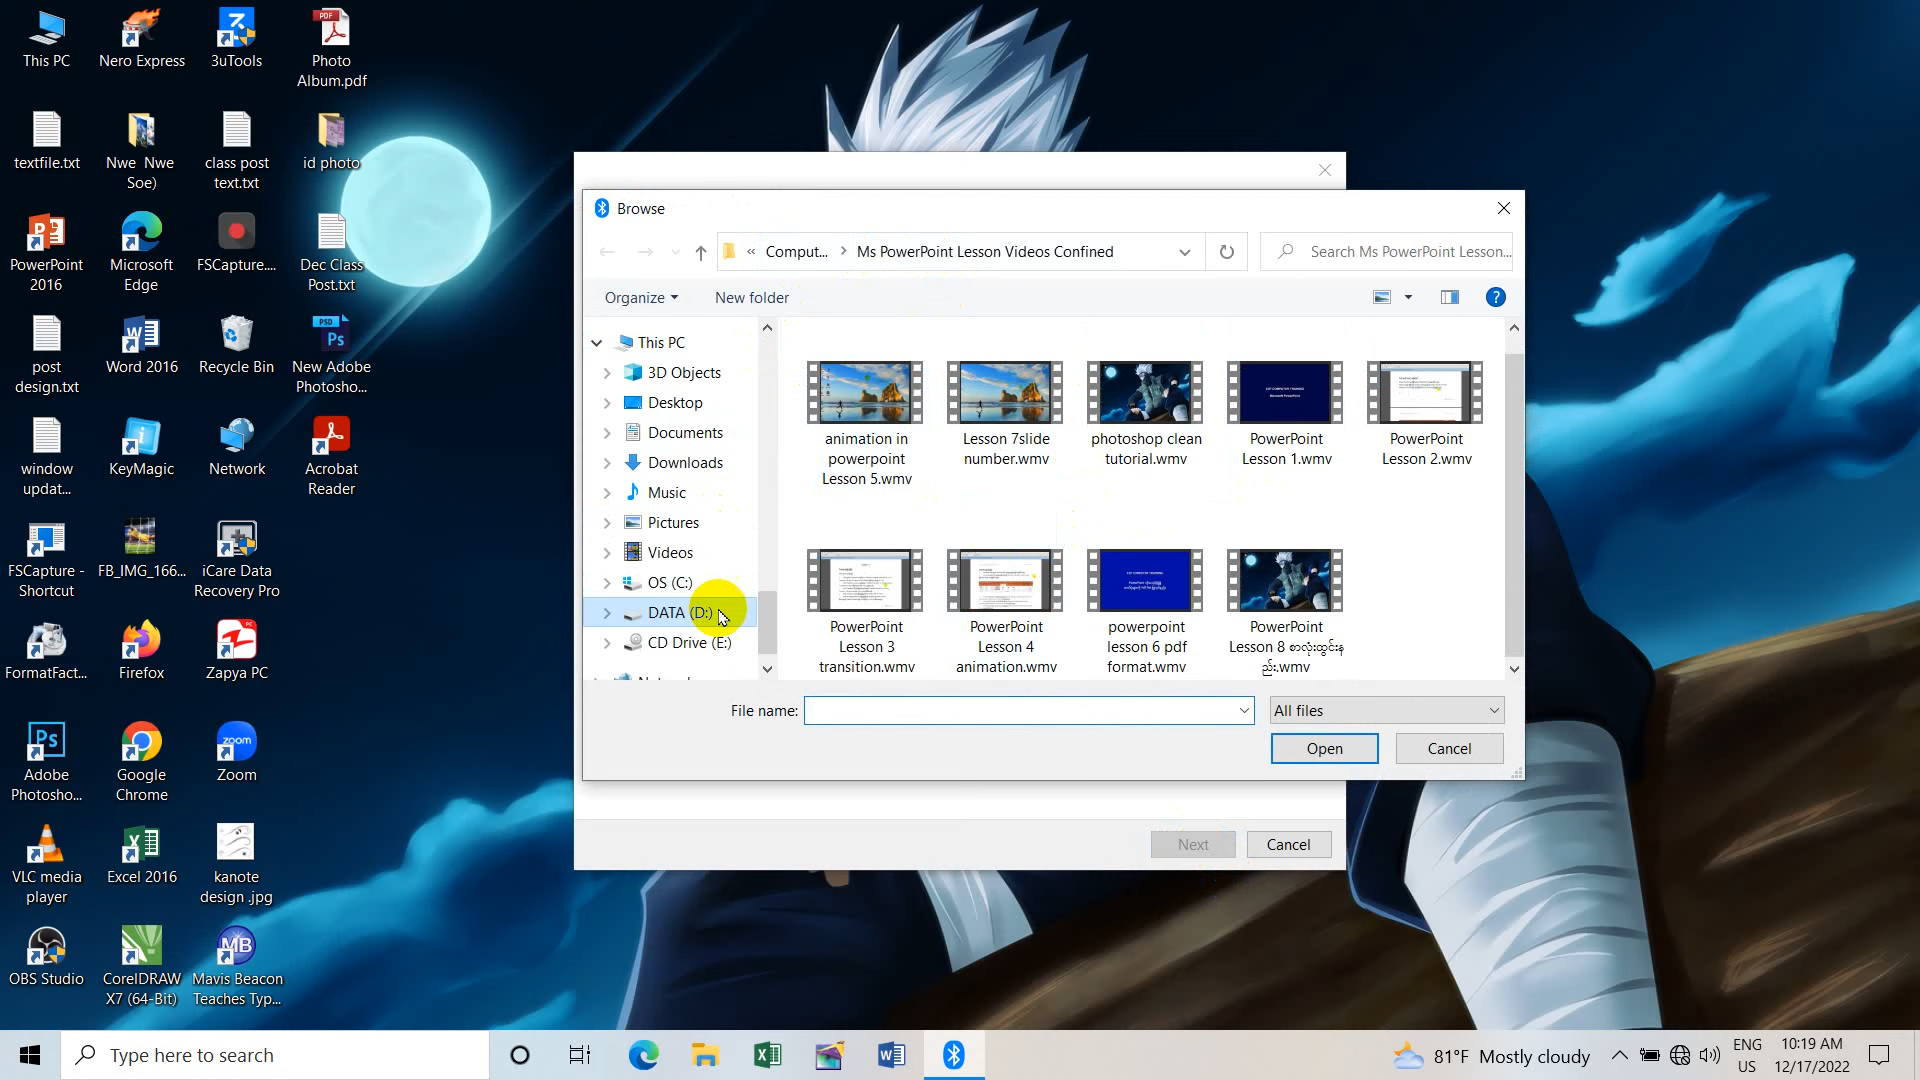 This PC
Nero Express
3uTools
Photo
Album.pdf
textfile.txt
Nwe Nwe
Soe)
class post
text.txt
id photo
PowerPoint
2016
Microsoft
Edge
FSCapture....
Dec Class
Post.txt
post
design.txt
Word 2016
Recycle Bin
New Adobe
Photosho...
window
updat...
KeyMagic
Network
Acrobat
Reader
FSCapture -
Shortcut
FB_IMG_166...
iCare Data
Recovery Pro
FormatFact...
Firefox
Zapya PC
Adobe
Photosho...
Google
Chrome
Zoom
VLC media
player
Excel 2016
kanote
design .jpg
OBS Studio
CorelDRAW
X7 (64-Bit)
Mavis Beacon
Teaches Typ...
Browse
« Comput... > Ms PowerPoint Lesson Videos Confined
Search Ms PowerPoint Lesson...
Organize
New folder
This PC
3D Objects
Desktop
Documents
Downloads
Music
Pictures
Videos
OS (C:)
DATA (D:)
CD Drive (E:)
animation in
powerpoint
Lesson 5.wmv
Lesson 7slide
number.wmv
photoshop clean
tutorial.wmv
PowerPoint
Lesson 1.wmv
PowerPoint
Lesson 2.wmv
PowerPoint
Lesson 3
transition.wmv
PowerPoint
Lesson 4
animation.wmv
powerpoint
lesson 6 pdf
format.wmv
PowerPoint
Lesson 8 စာလုံးထွင်းန
ည်း.wmv
File name:
All files
Open
Cancel
Next
Cancel
Type here to search
81°F Mostly cloudy
ENG
US
10:19 AM
12/17/2022